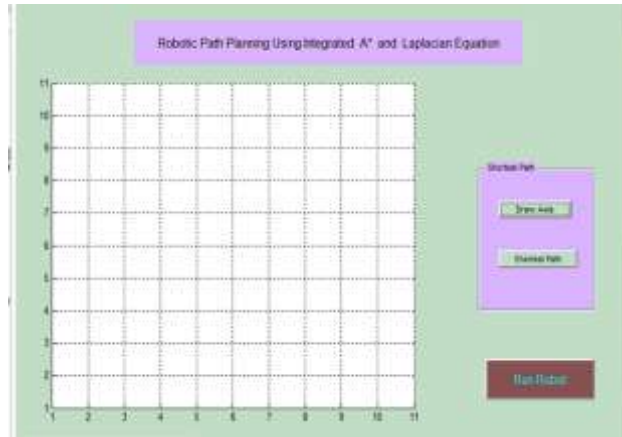 Robotic Path Planning Using Integrated A* and Laplacian Equation
11
10
9
8
7
6
5
4
3
2
1
1 2 3 4 5 6 7 8 9 10 11
Shortest Path
Draw Axis
Shortest Path
Run Robot